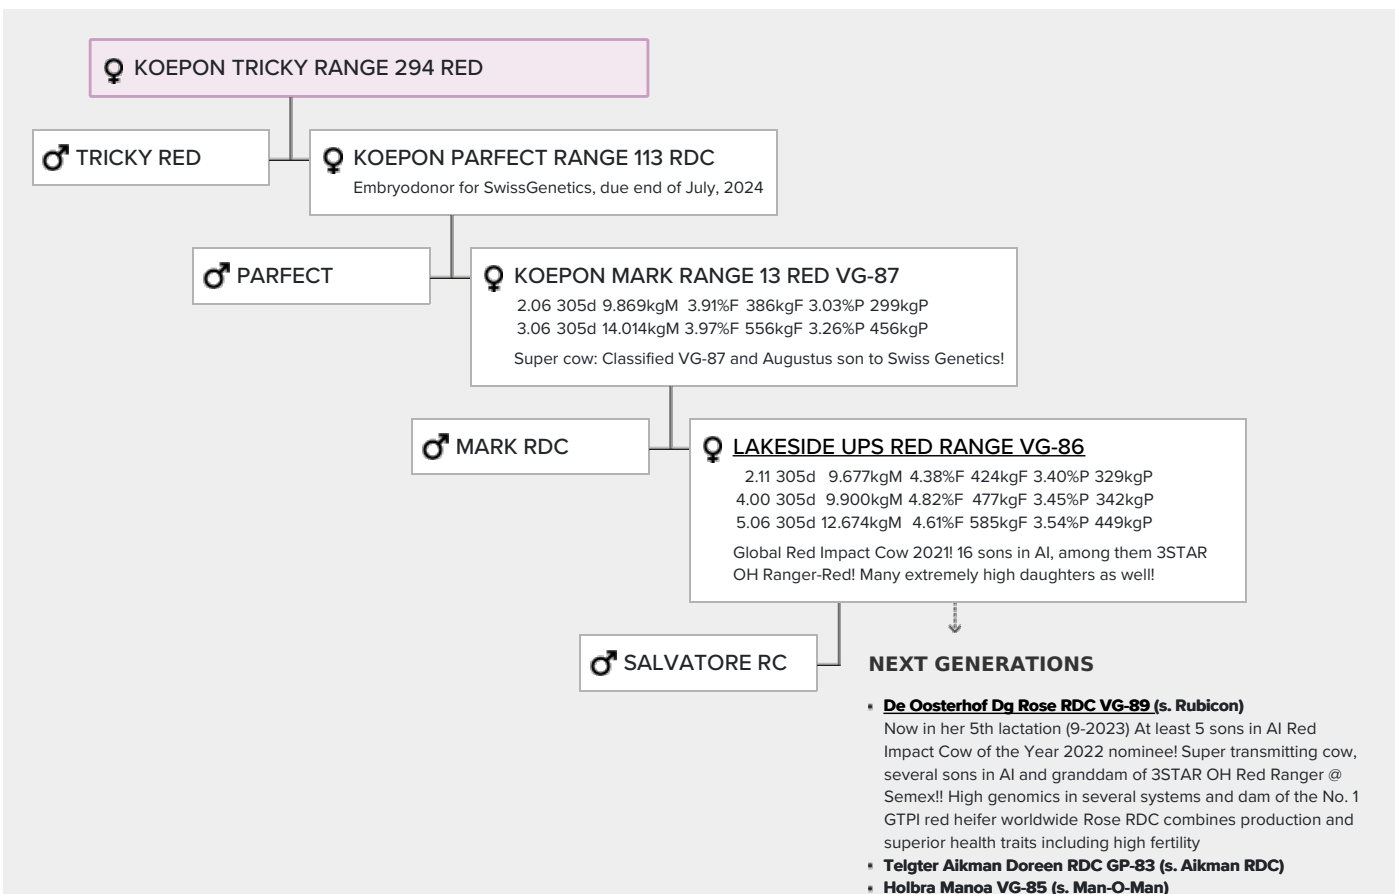 KOEPON TRICKY RANGE 294 RED
TRICKY RED
KOEPON PARFECT RANGE 113 RDC
Embryodonor for SwissGenetics, due end of July, 2024
PARFECT
KOEPON MARK RANGE 13 RED VG-87
2.06 305d 9.869kgM 3.91%F 386kgF 3.03%P 299kgP
3.06 305d 14.014kgM 3.97%F 556kgF 3.26%P 456kgP
Super cow: Classified VG-87 and Augustus son to Swiss Genetics!
MARK RDC
LAKESIDE UPS RED RANGE VG-86
2.11 305d 9.677kgM 4.38%F 424kgF 3.40%P 329kgP
4.00 305d 9.900kgM 4.82%F 477kgF 3.45%P 342kgP
5.06 305d 12.674kgM 4.61%F 585kgF 3.54%P 449kgP
Global Red Impact Cow 2021! 16 sons in AI, among them 3STAR
OH Ranger-Red! Many extremely high daughters as well!
SALVATORE RC
NEXT GENERATIONS
De Oosterhof Dg Rose RDC VG-89 (s. Rubicon)
Now in her 5th lactation (9-2023) At least 5 sons in AI Red
Impact Cow of the Year 2022 nominee! Super transmitting cow,
several sons in AI and granddam of 3STAR OH Red Ranger @
Semex!! High genomics in several systems and dam of the No. 1
GTPI red heifer worldwide Rose RDC combines production and
superior health traits including high fertility
Telgter Aikman Doreen RDC GP-83 (s. Aikman RDC)
Holbra Manoa VG-85 (s. Man-O-Man)